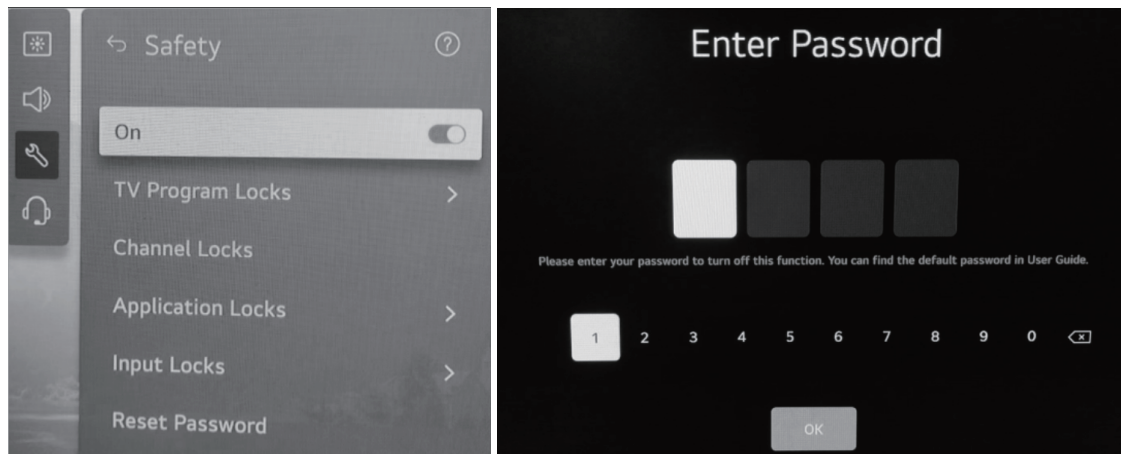 Safety
?
On
TV Program Locks
Channel Locks
Application Locks
Input Locks
Reset Password
Enter Password
Please enter your password to turn off this function. You can find the default password in User Guide.
1 2 3 4 5 6 7 8 9 0
OK